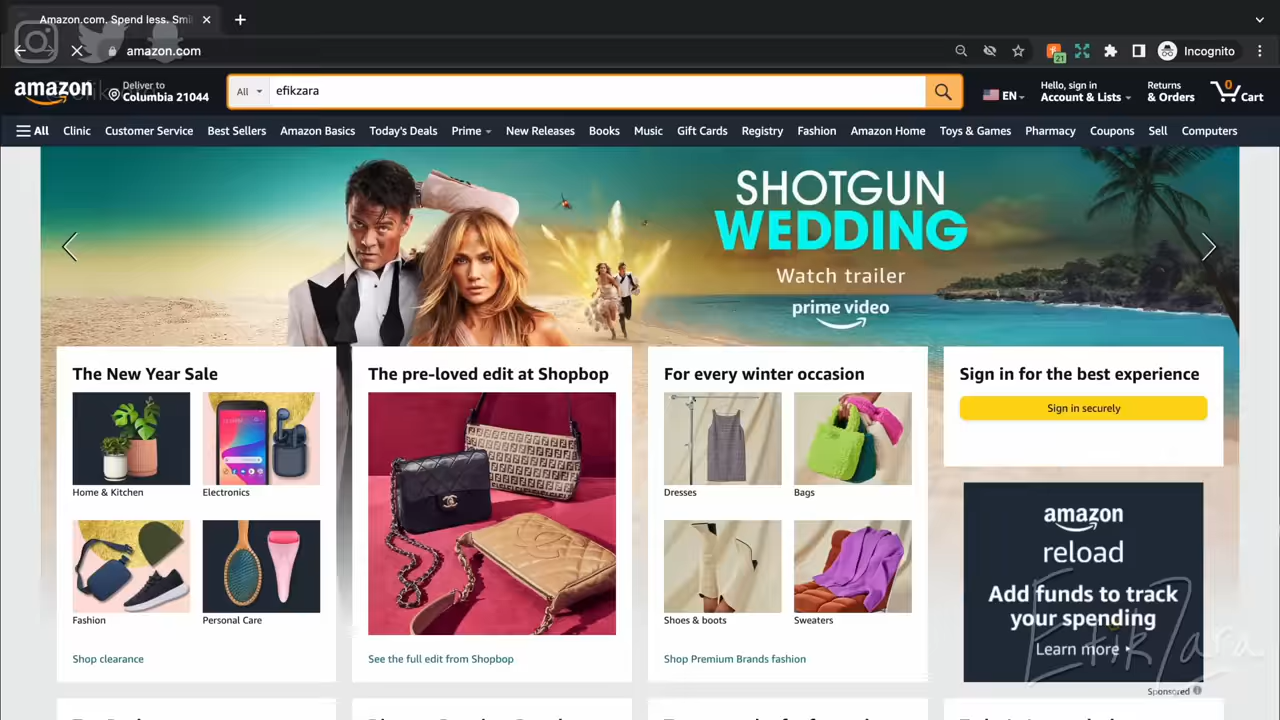 Amazon.com. Spend less. Smil
amazon.com
21
Incognito
amazon
Deliver to
Columbia 21044
All
efikzara
EN
Hello, sign in
Account & Lists
Returns
& Orders
0
Cart
All
Clinic
Customer Service
Best Sellers
Amazon Basics
Today's Deals
Prime
New Releases
Books
Music
Gift Cards
Registry
Fashion
Amazon Home
Toys & Games
Pharmacy
Coupons
Sell
Computers
SHOTGUN
WEDDING
Watch trailer
prime video
The New Year Sale
Home & Kitchen
Electronics
Fashion
Personal Care
Shop clearance
The pre-loved edit at Shopbop
See the full edit from Shopbop
For every winter occasion
Dresses
Bags
Shoes & boots
Sweaters
Shop Premium Brands fashion
Sign in for the best experience
Sign in securely
amazon
reload
Add funds to track
your spending
Learn more
EfikZara
Sponsored